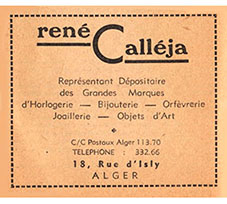 rené Calléja
Représentant Dépositaire
des Grandes Marques
d'Horlogerie — Bijouterie — Orfèvrerie
Joaillerie — Objets d'Art
C/C Postaux Alger 113.70
TELEPHONE : 332.66
18, Rue d'Isly
ALGER